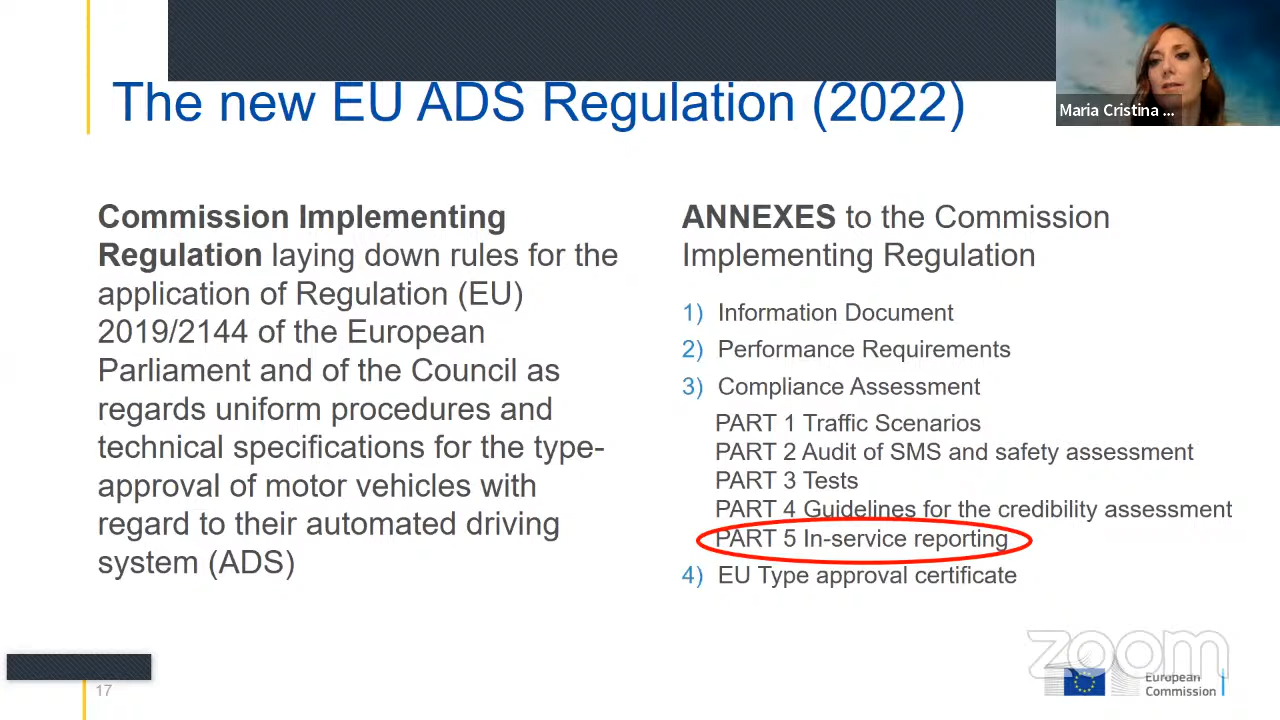 The new EU ADS Regulation (2022)
Maria Cristina ...
Commission Implementing
Regulation laying down rules for the
application of Regulation (EU)
2019/2144 of the European
Parliament and of the Council as
regards uniform procedures and
technical specifications for the type-
approval of motor vehicles with
regard to their automated driving
system (ADS)
ANNEXES to the Commission
Implementing Regulation
1) Information Document
2) Performance Requirements
3) Compliance Assessment
PART 1 Traffic Scenarios
PART 2 Audit of SMS and safety assessment
PART 3 Tests
PART 4 Guidelines for the credibility assessment
PART 5 In-service reporting
4) EU Type approval certificate
zoom
European
Commission
17